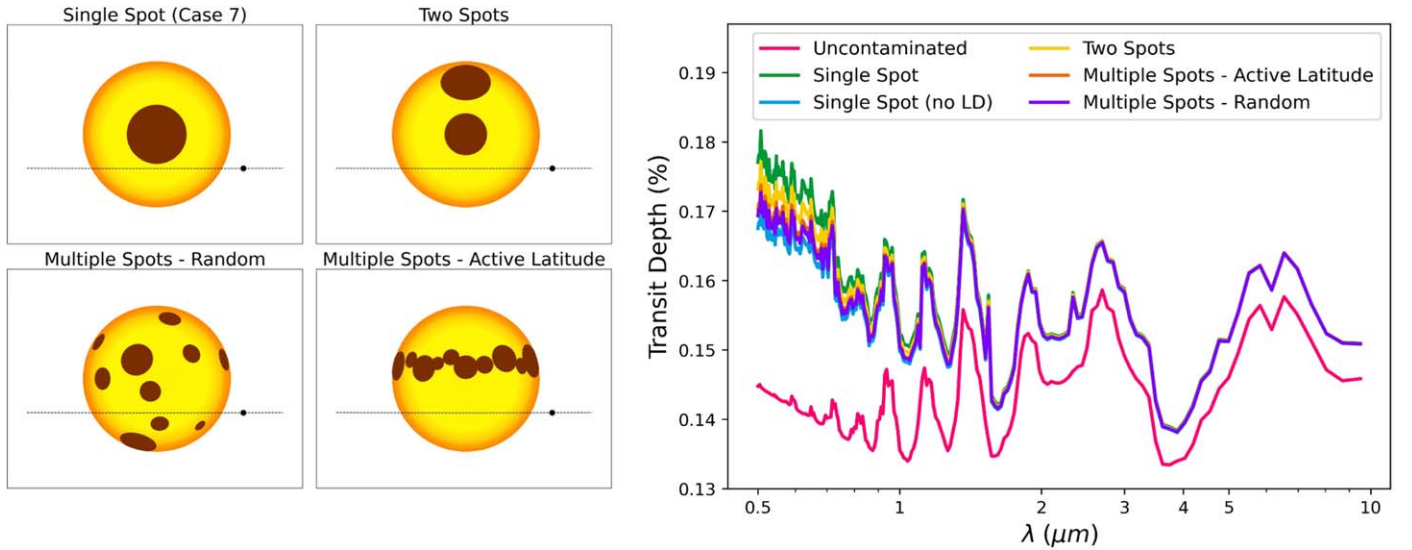 Single Spot (Case 7)
Two Spots
Multiple Spots - Random
Multiple Spots - Active Latitude
Transit Depth (%)
0.19
0.18
0.17
0.16
0.15
0.14
0.13
Uncontaminated
Single Spot
Single Spot (no LD)
Two Spots
Multiple Spots - Active Latitude
Multiple Spots - Random
0.5
1
2
3
4
5
10
λ (μm)